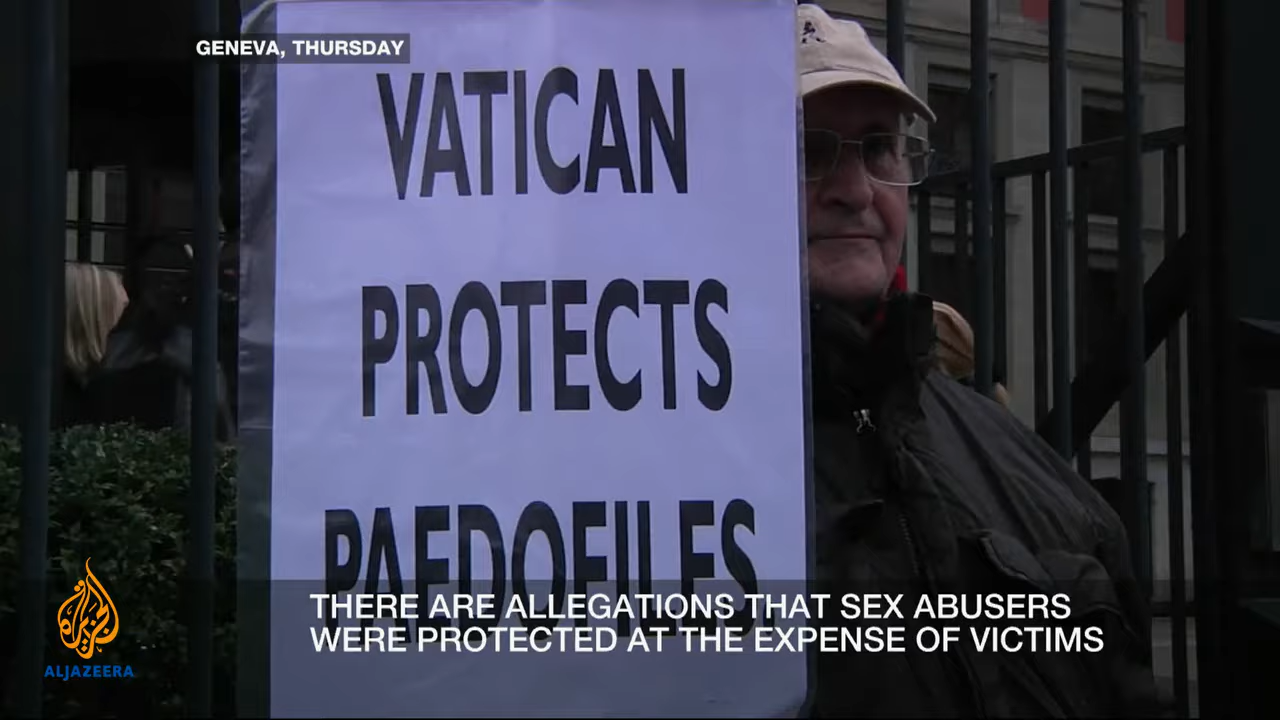 GENEVA, THURSDAY
VATICAN
PROTECTS
PAEDOFILES.
THERE ARE ALLEGATIONS THAT SEX ABUSERS
WERE PROTECTED AT THE EXPENSE OF VICTIMS
الجزيرة
ALJAZEERA